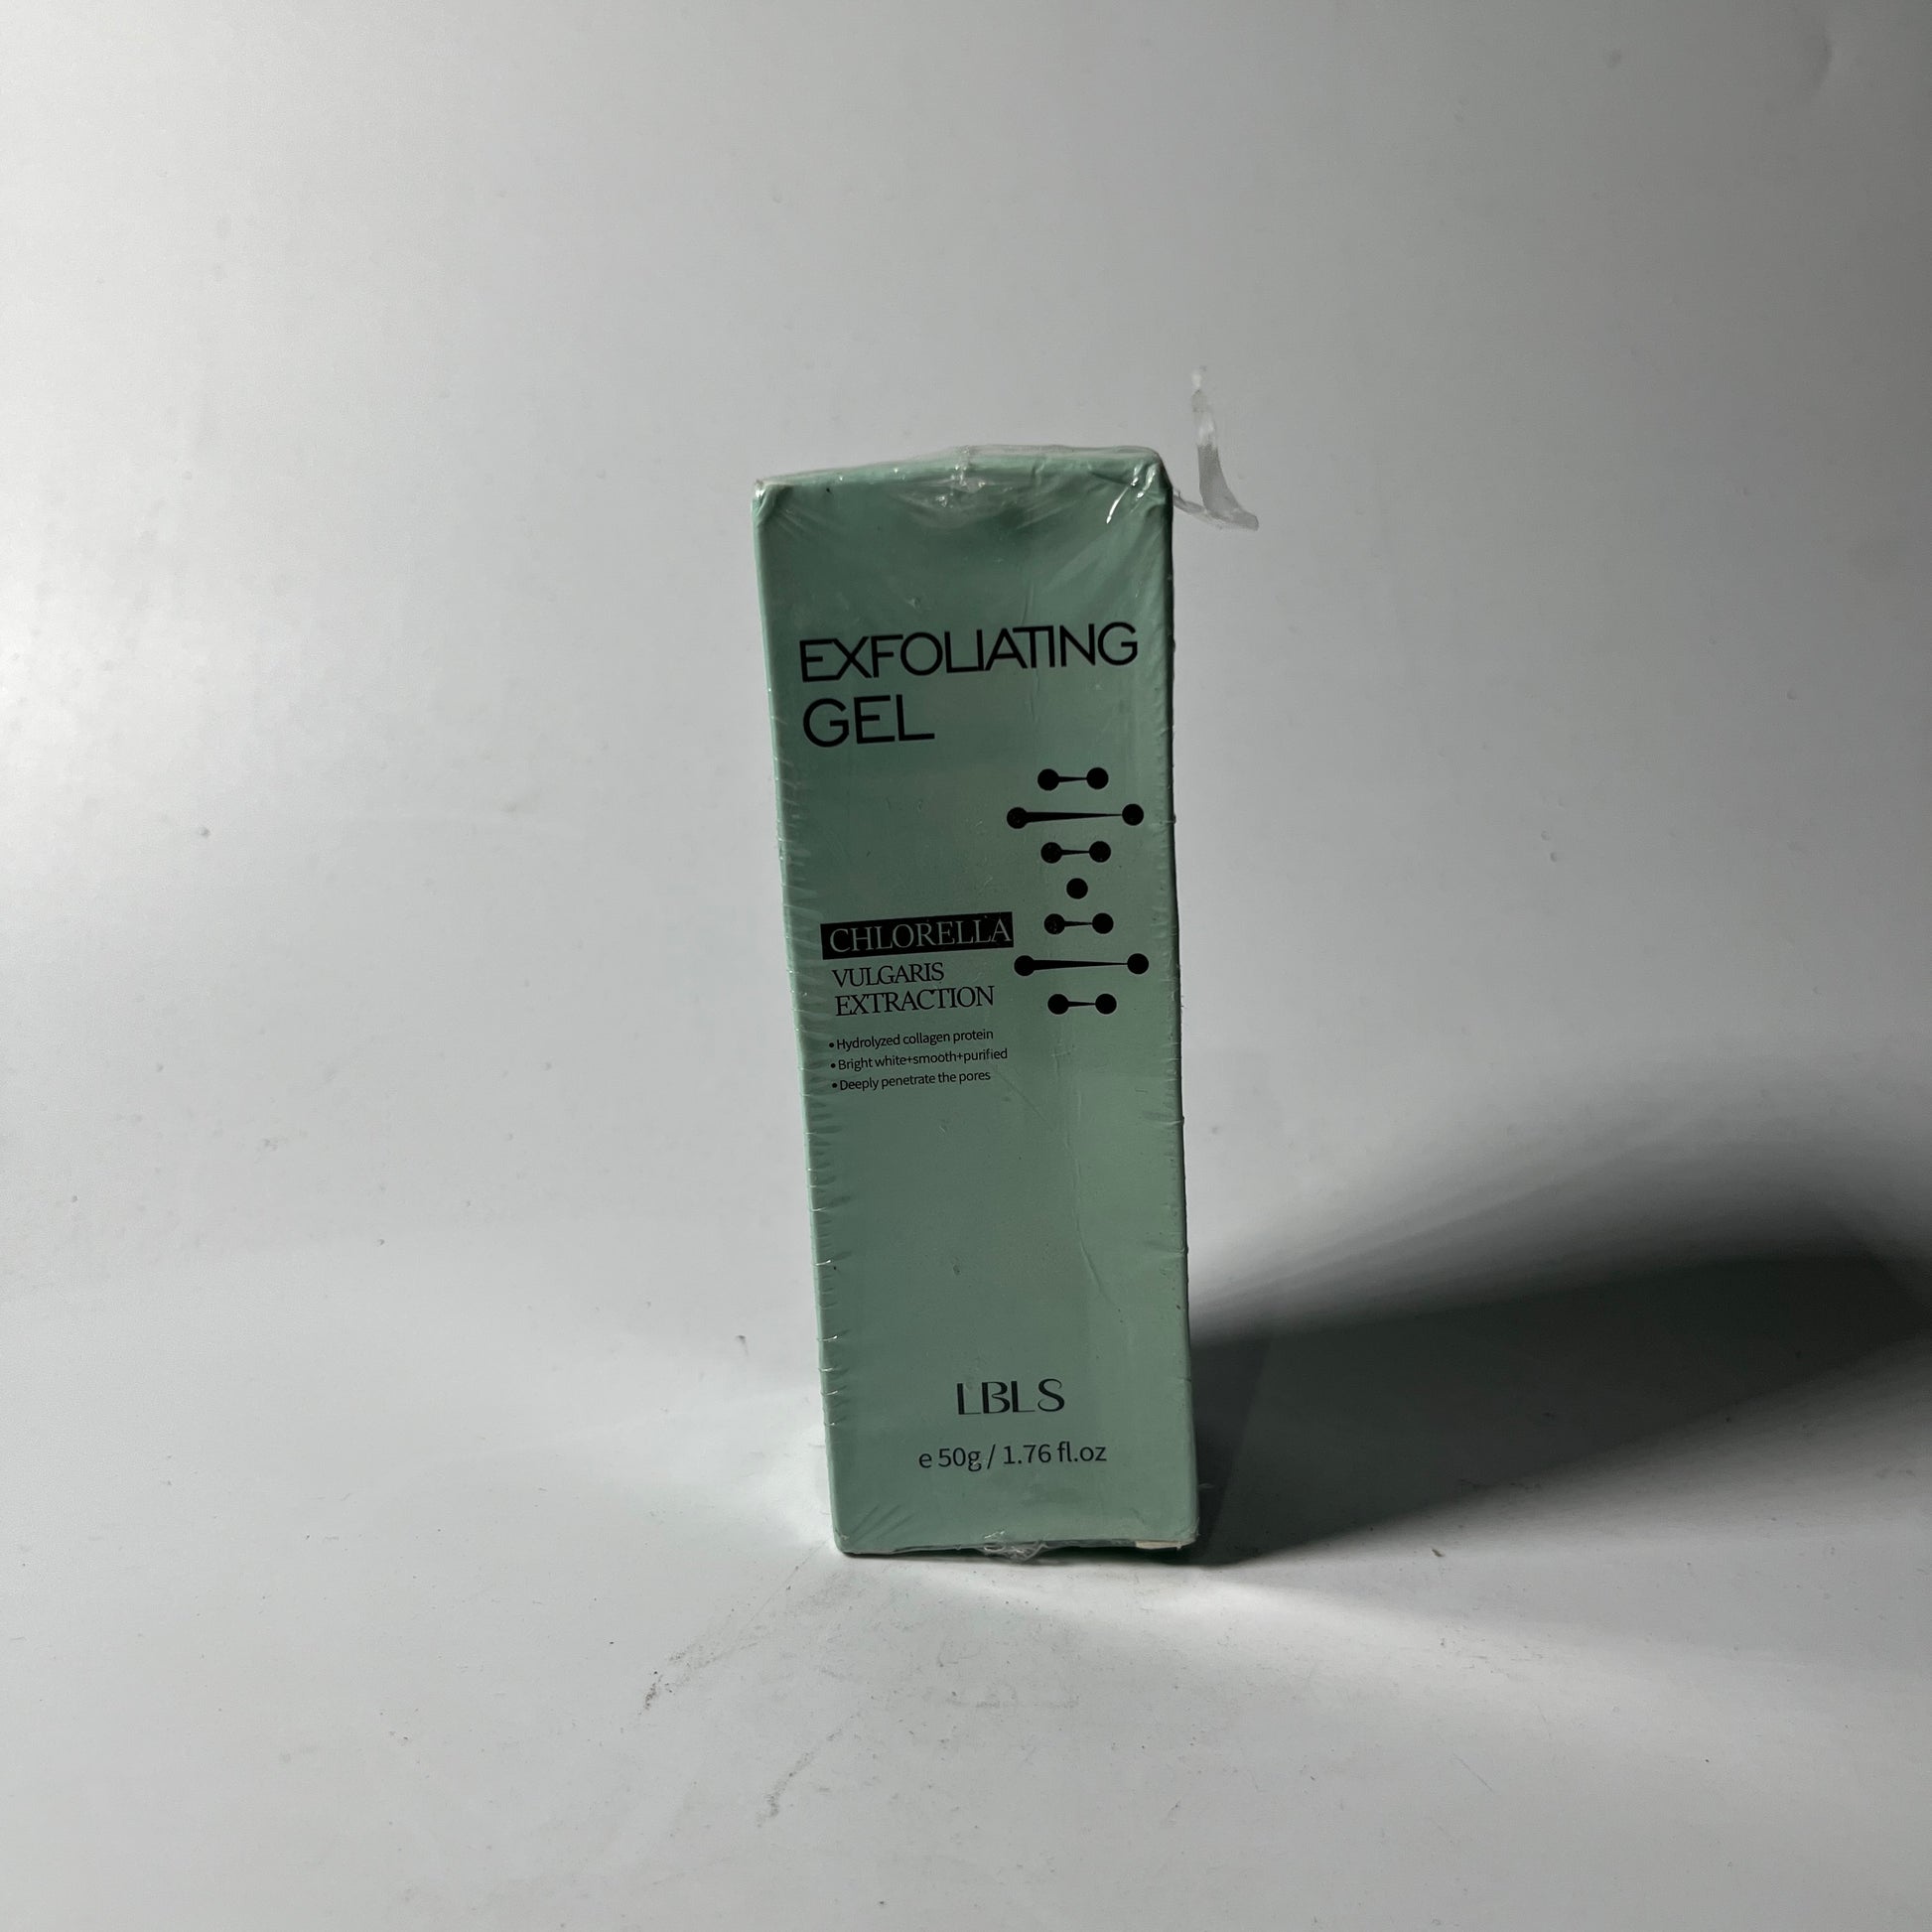 EXFOLIATING
GEL
CHLORELLA
VULGARIS
EXTRACTION
• Hydrolyzed collagen protein
• Bright white+smooth+purified
• Deeply penetrate the pores
LBLS
e 50g / 1.76 fl.oz